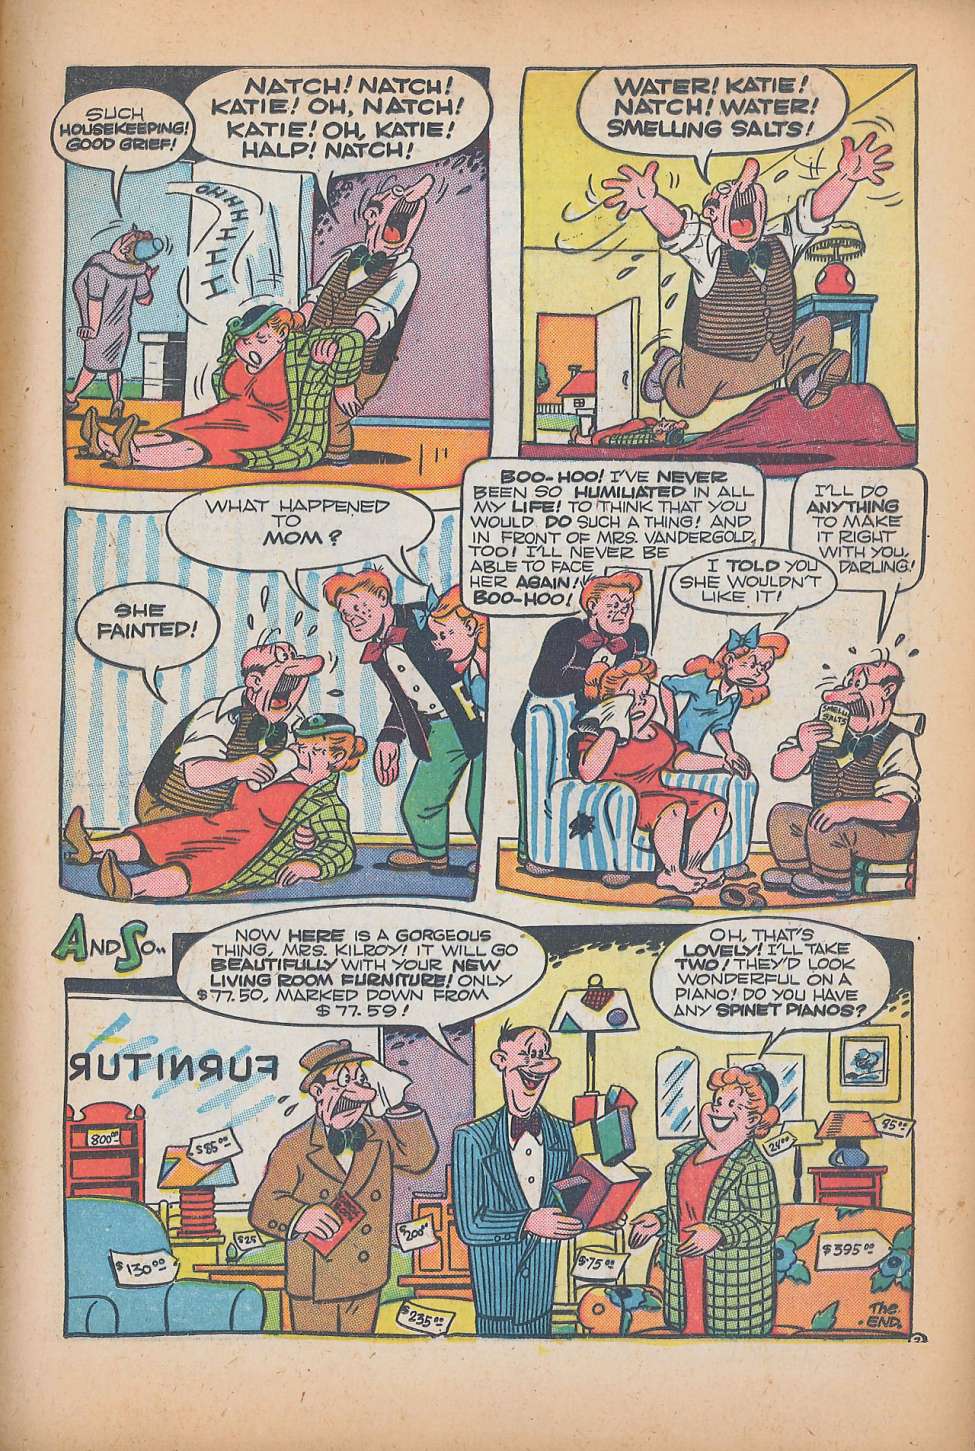 SUCH
HOUSEKEEPING!
GOOD GRIEF!
NATCH! NATCH!
KATIE! OH, NATCH!
KATIE! OH, KATIE!
HALP! NATCH!
OHHHHHH
WATER! KATIE!
NATCH! WATER!
SMELLING SALTS!
WHAT HAPPENED
TO
MOM?
SHE
FAINTED!
BOO-HOO! I'VE NEVER
BEEN SO HUMILIATED IN ALL
MY LIFE! TO THINK THAT YOU
WOULD DO SUCH A THING! AND
IN FRONT OF MRS. VANDERGOLD,
TOO! I'LL NEVER BE
ABLE TO FACE
HER AGAIN!
BOO-HOO!
I TOLD YOU
SHE WOULDN'T
LIKE IT!
I'LL DO
ANYTHING
TO MAKE
IT RIGHT
WITH YOU,
DARLING!
SMELL
SALTS
AND SO..
NOW HERE IS A GORGEOUS
THING, MRS. KILROY! IT WILL GO
BEAUTIFULLY WITH YOUR NEW
LIVING ROOM FURNITURE! ONLY
$77.50, MARKED DOWN FROM
$77.59!
OH, THAT'S
LOVELY! I'LL TAKE
TWO! THEY'D LOOK
WONDERFUL ON A
PIANO! DO YOU HAVE
ANY SPINET PIANOS?
FURNITUR
800.00
$85.00
$130.00
$25
$200.00
$235.00
$75.00
24.00
85.00
$395.00
The
END.